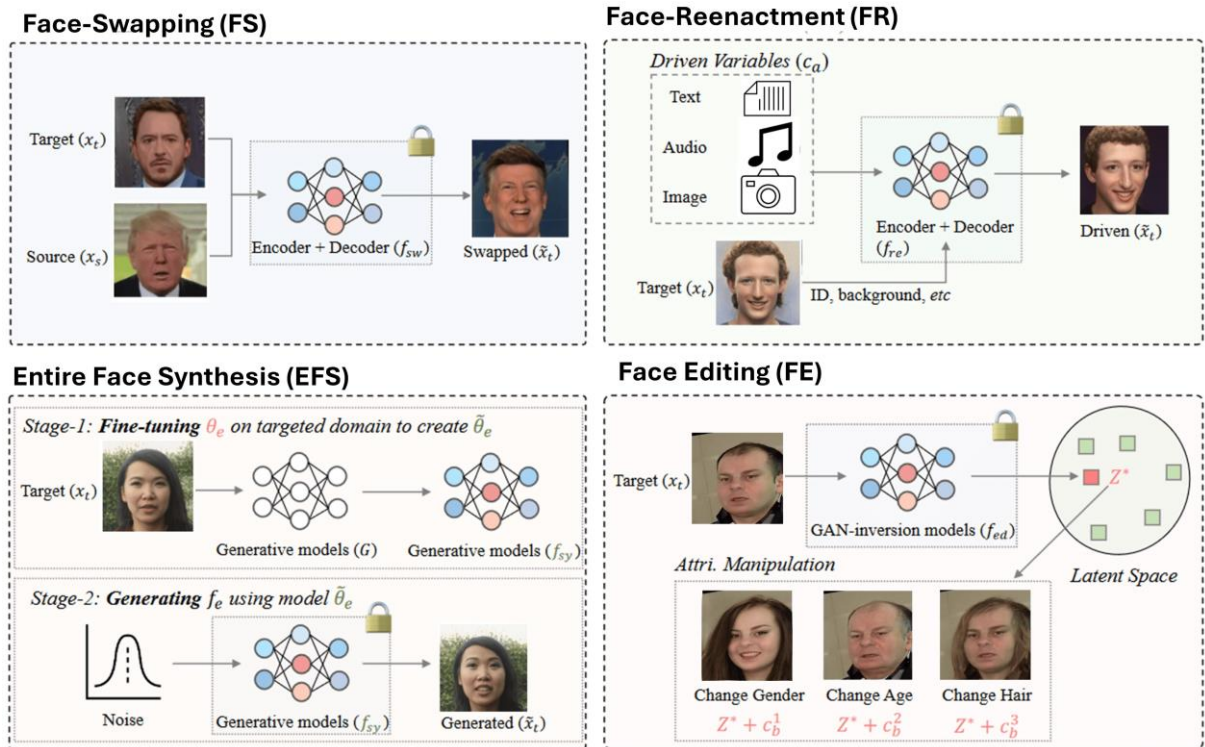 Face-Swapping (FS)
Target (x_t)
Source (x_s)
Encoder + Decoder (f_sw)
Swapped (x̃_t)
Face-Reenactment (FR)
Driven Variables (c_a)
Text
Audio
Image
Encoder + Decoder
(f_re)
Driven (x̃_t)
Target (x_t)
ID, background, etc
Entire Face Synthesis (EFS)
Stage-1: Fine-tuning θ_e on targeted domain to create θ̃_e
Target (x_t)
Generative models (G)
Generative models (f_sy)
Stage-2: Generating f_e using model θ̃_e
Noise
Generative models (f_sy)
Generated (x̃_t)
Face Editing (FE)
Target (x_t)
GAN-inversion models (f_ed)
Z*
Latent Space
Attri. Manipulation
Change Gender
Change Age
Change Hair
Z* + c_b^1
Z* + c_b^2
Z* + c_b^3